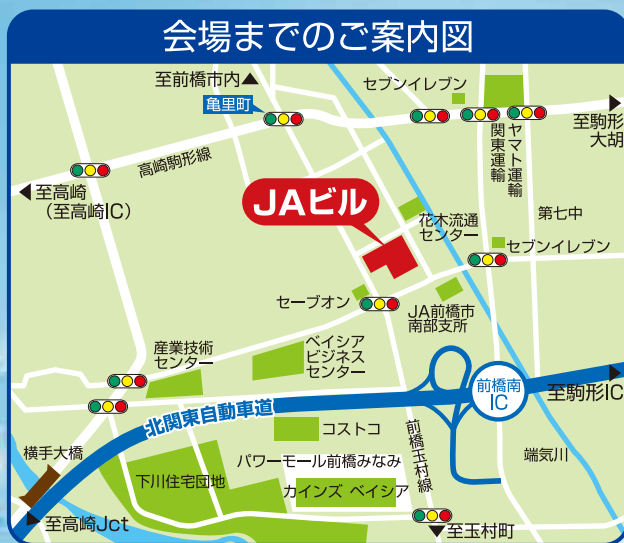 会場までのご案内図
至前橋市内▲
セブンイレブン
亀里町
至駒形
大胡
関東運輸
ヤマト運輸
高崎駒形線
至高崎
(至高崎IC)
JAビル
花木流通
センター
第七中
セブンイレブン
セーブオン
JA前橋市
南部支所
産業技術
センター
ベイシア
ビジネス
センター
前橋南
IC
至駒形IC
北関東自動車道
コストコ
前橋玉村線
横手大橋
パワーモール前橋みなみ
端気川
下川住宅団地
カインズ ベイシア
至高崎Jct
▼至玉村町